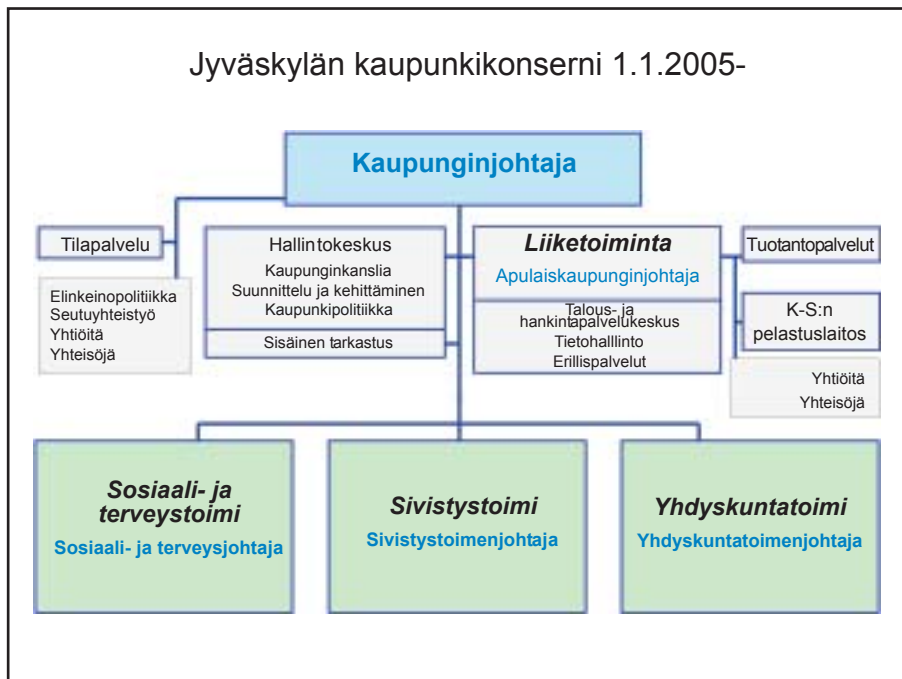 Jyväskylän kaupunkikonserni 1.1.2005-
Kaupunginjohtaja
Tilapalvelu
Elinkeinopolitiikka
Seutuyhteistyö
Yhtiöitä
Yhteisöjä
Hallintokeskus
Kaupunginkanslia
Suunnittelu ja kehittäminen
Kaupunkipolitiikka
Sisäinen tarkastus
Liiketoiminta
Apulaiskaupunginjohtaja
Talous- ja
hankintapalvelukeskus
Tietohalllinto
Erillispalvelut
Tuotantopalvelut
K-S:n
pelastuslaitos
Yhtiöitä
Yhteisöjä
Sosiaali- ja
terveystoimi
Sosiaali- ja terveysjohtaja
Sivistystoimi
Sivistystoimenjohtaja
Yhdyskuntatoimi
Yhdyskuntatoimenjohtaja